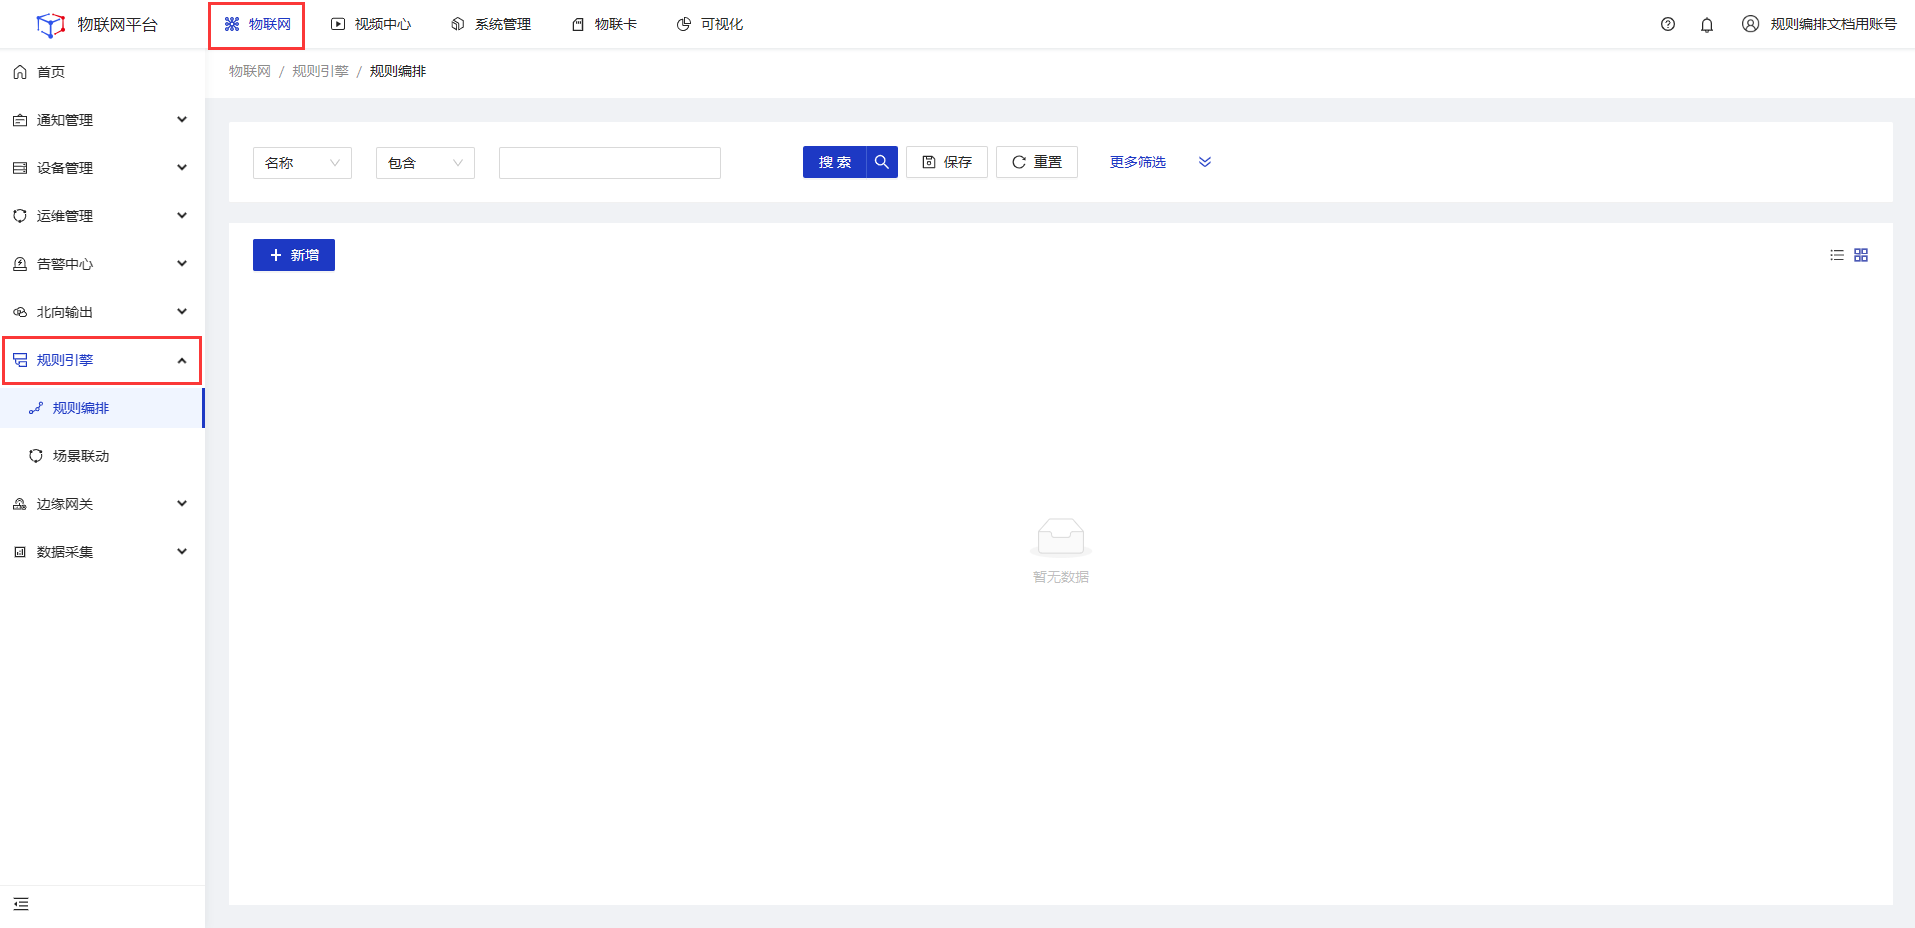 物联网平台
物联网
视频中心
系统管理
物联卡
可视化
规则编排文档用账号
首页
通知管理
设备管理
运维管理
告警中心
北向输出
规则引擎
规则编排
场景联动
边缘网关
数据采集
物联网 / 规则引擎 / 规则编排
名称
包含
搜 索
保存
重置
更多筛选
新增
暂无数据